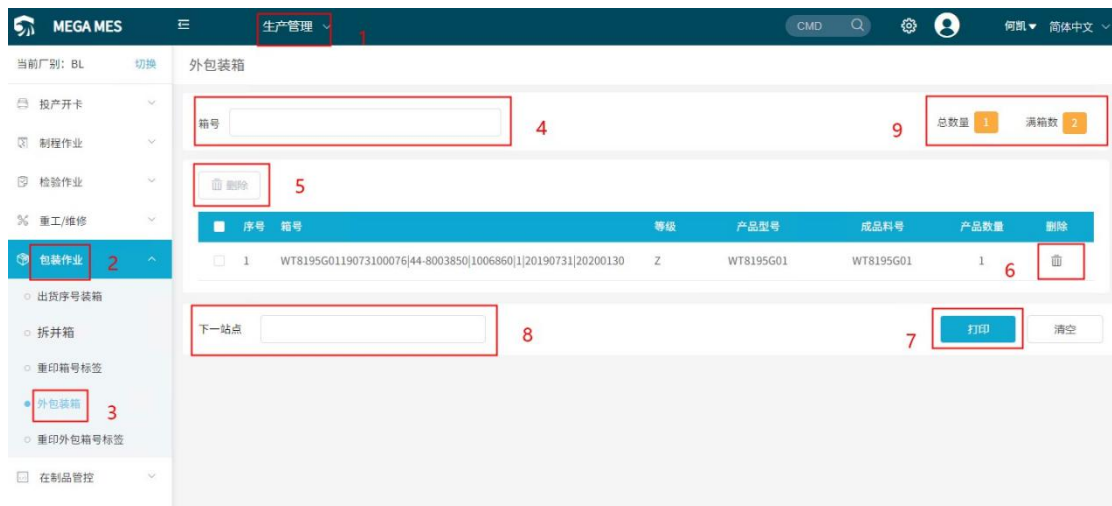 MEGA MES
生产管理
1
CMD
何凯
简体中文
当前厂别: BL
切换
外包装箱
投产开卡
制程作业
检验作业
重工/维修
包装作业
2
出货序号装箱
拆并箱
重印箱号标签
外包装箱
3
重印外包箱号标签
在制品管控
箱号
4
9
总数量 1
满箱数 2
删除
5
序号 箱号 等级 产品型号 成品料号 产品数量 删除
1 WT8195G0119073100076|44-8003850|1006860|1|20190731|20200130 Z WT8195G01 WT8195G01 1
6
下一站点
8
7
打印
清空